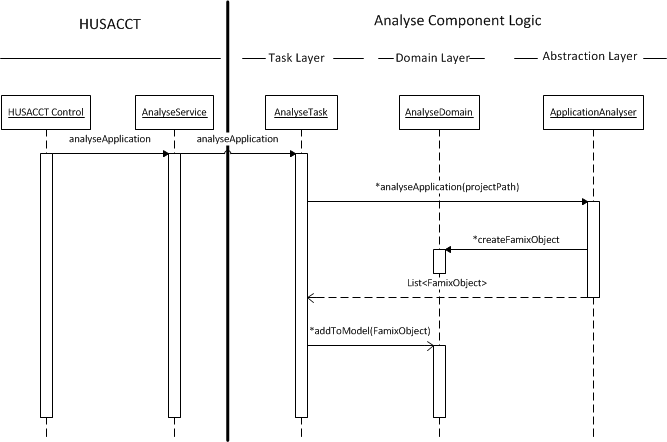 HUSACCT
Analyse Component Logic
Task Layer
Domain Layer
Abstraction Layer
HUSACCT Control
AnalyseService
AnalyseTask
AnalyseDomain
ApplicationAnalyser
analyseApplication
analyseApplication
*analyseApplication(projectPath)
*createFamixObject
List<FamixObject>
*addToModel(FamixObject)